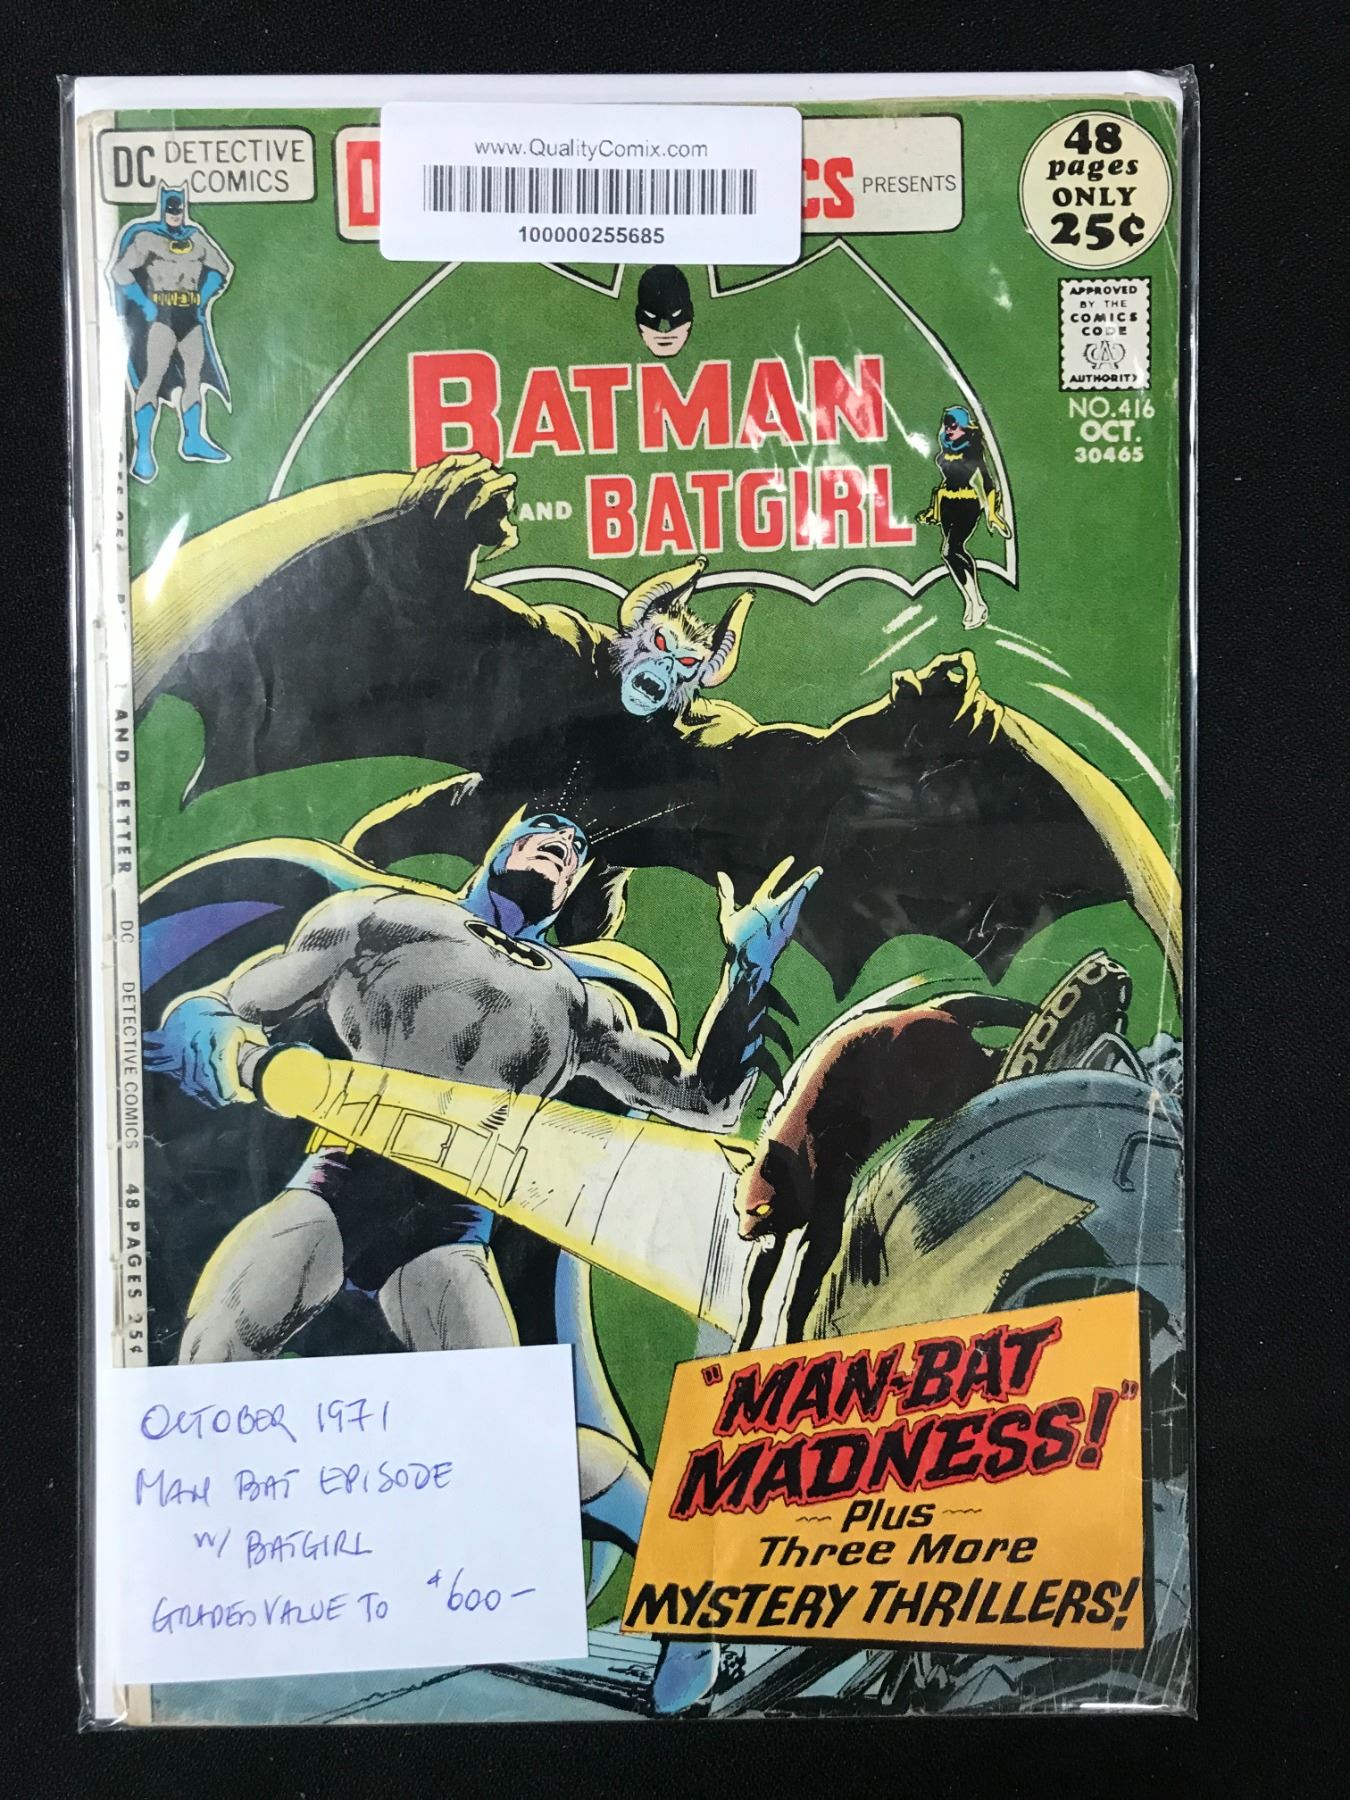 www.QualityComix.com
100000255685
DC DETECTIVE COMICS
PRESENTS
48
pages
ONLY
25¢
APPROVED
BY THE
COMICS
CODE
AUTHORITY
NO.416
OCT.
30465
BATMAN
AND BATGIRL
AND BETTER
DC DETECTIVE COMICS 48 PAGES 25¢
"MAN-BAT
MADNESS!"
Plus
Three More
MYSTERY THRILLERS!
OCTOBER 1971
MAN BAT EPISODE
W/ BATGIRL
GRADED VALUE TO $600-